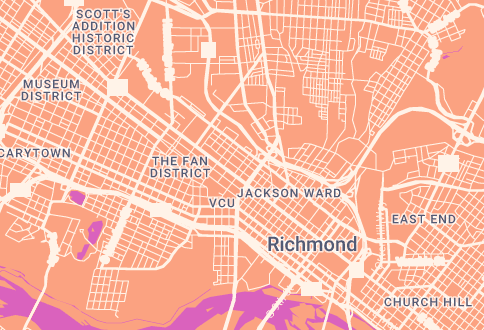 SCOTT'S
ADDITION
HISTORIC
DISTRICT
MUSEUM
DISTRICT
CARYTOWN
THE FAN
DISTRICT
VCU
JACKSON WARD
EAST END
Richmond
CHURCH HILL